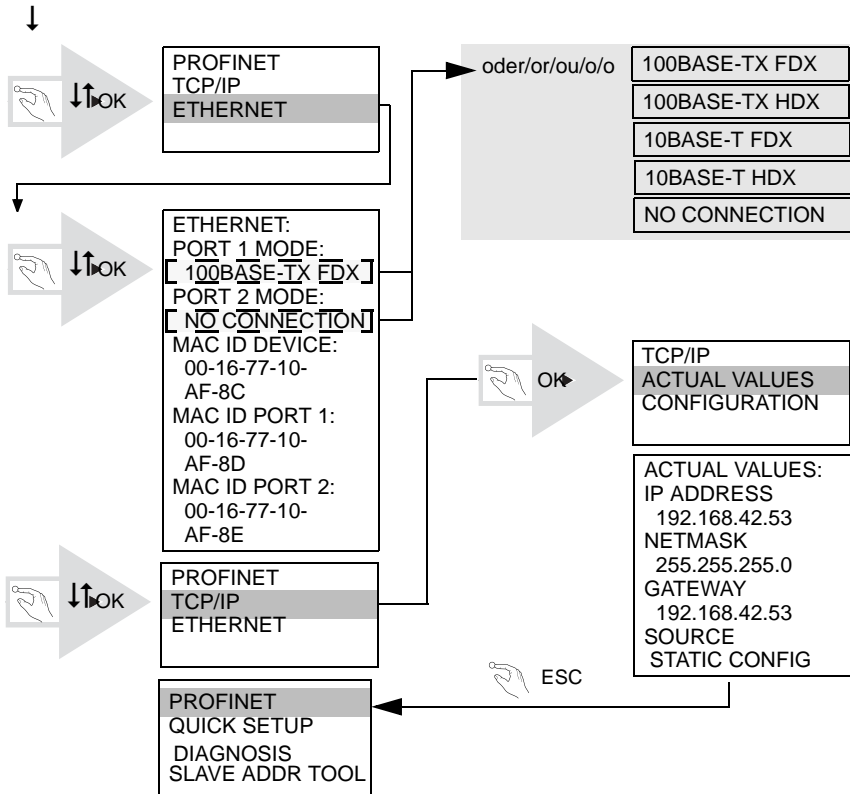 OK
PROFINET
TCP/IP
ETHERNET
oder/or/ou/o/o
100BASE-TX FDX
100BASE-TX HDX
10BASE-T FDX
10BASE-T HDX
NO CONNECTION
OK
ETHERNET:
PORT 1 MODE:
[ 100BASE-TX FDX]
PORT 2 MODE:
[ NO CONNECTION]
MAC ID DEVICE:
00-16-77-10-
AF-8C
MAC ID PORT 1:
00-16-77-10-
AF-8D
MAC ID PORT 2:
00-16-77-10-
AF-8E
OK
TCP/IP
ACTUAL VALUES
CONFIGURATION
ACTUAL VALUES:
IP ADDRESS
192.168.42.53
NETMASK
255.255.255.0
GATEWAY
192.168.42.53
SOURCE
STATIC CONFIG
OK
PROFINET
TCP/IP
ETHERNET
ESC
PROFINET
QUICK SETUP
DIAGNOSIS
SLAVE ADDR TOOL